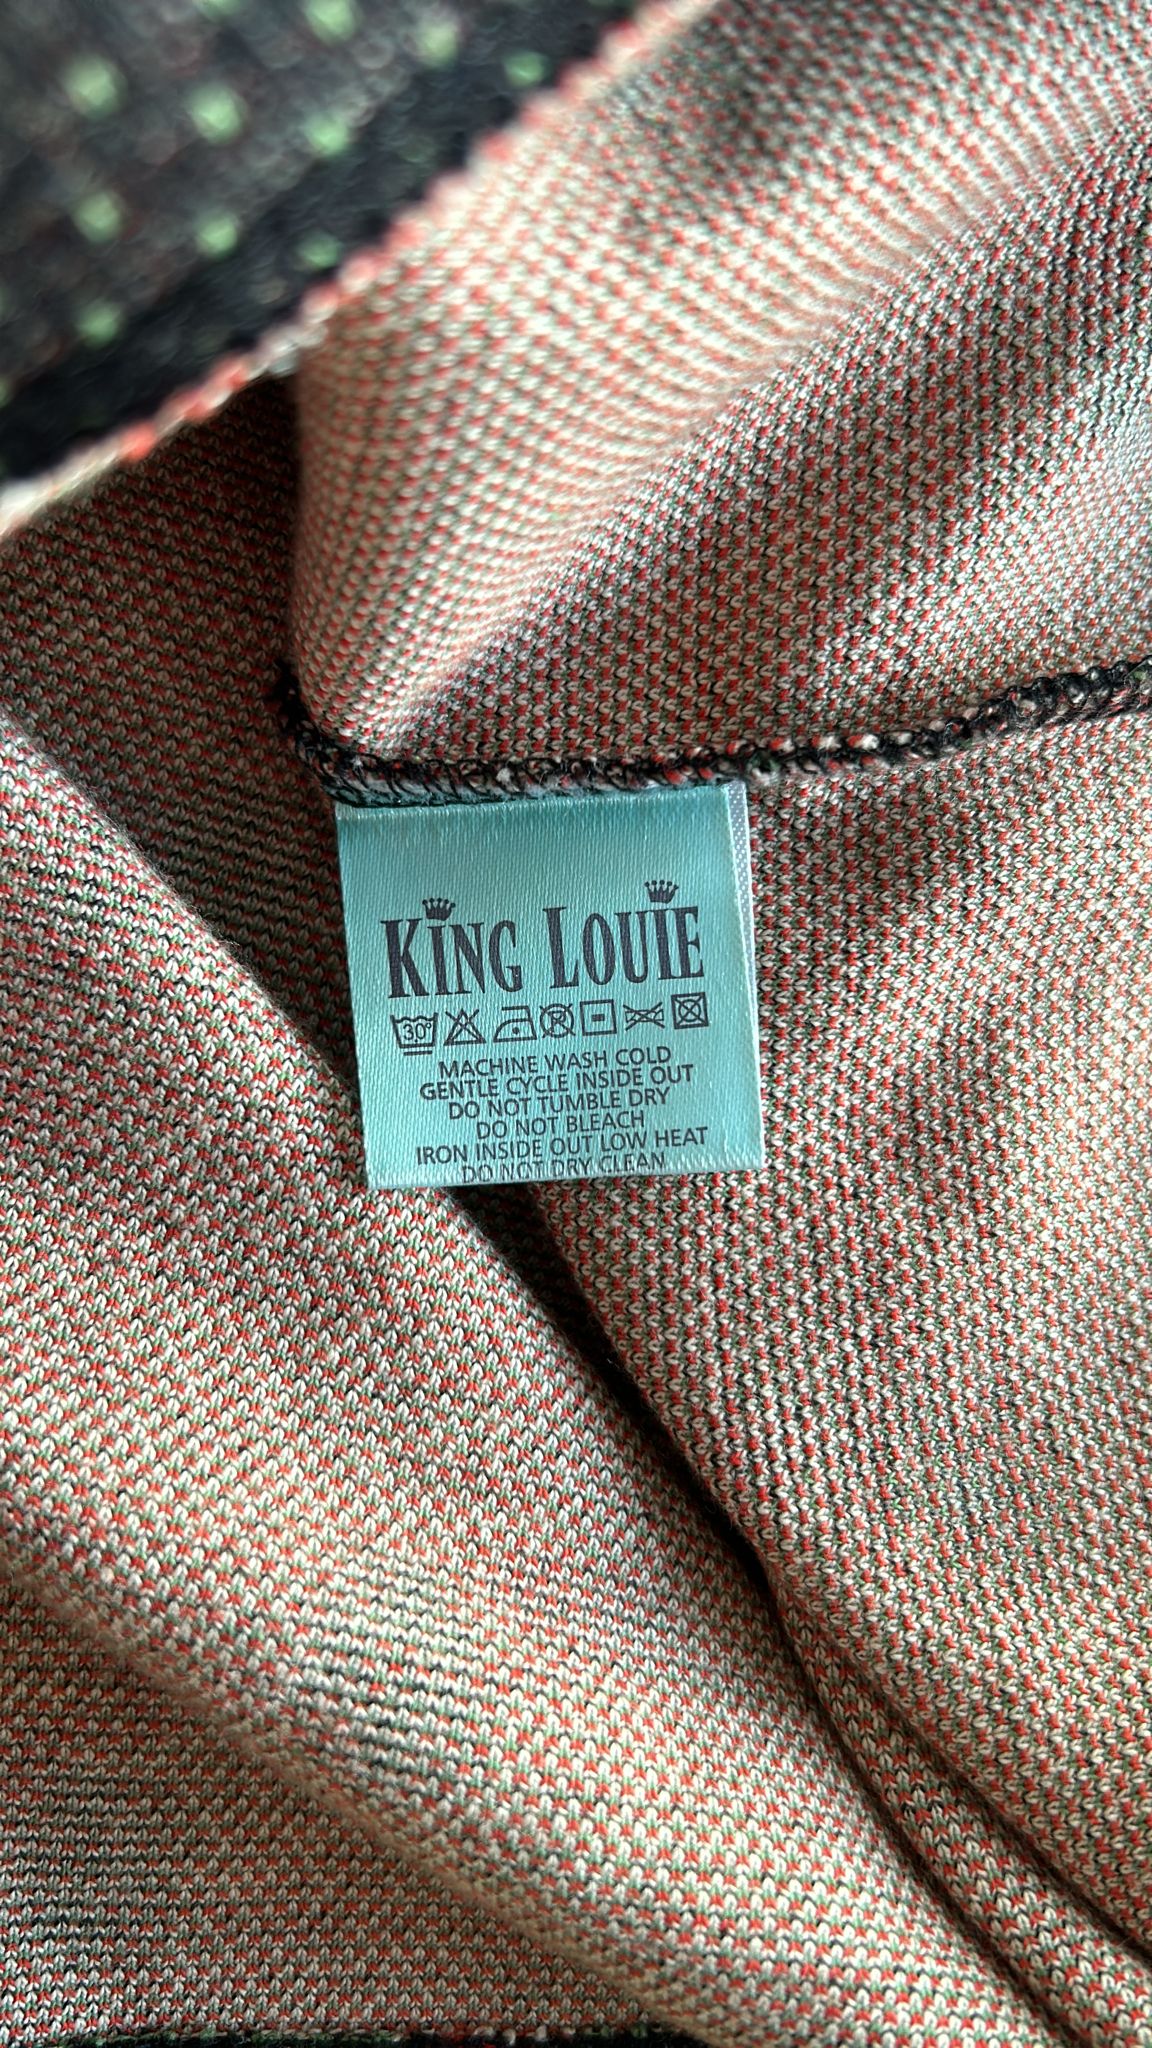 KING LOUIE
30°
MACHINE WASH COLD
GENTLE CYCLE INSIDE OUT
DO NOT TUMBLE DRY
DO NOT BLEACH
IRON INSIDE OUT LOW HEAT
DO NOT DRY CLEAN